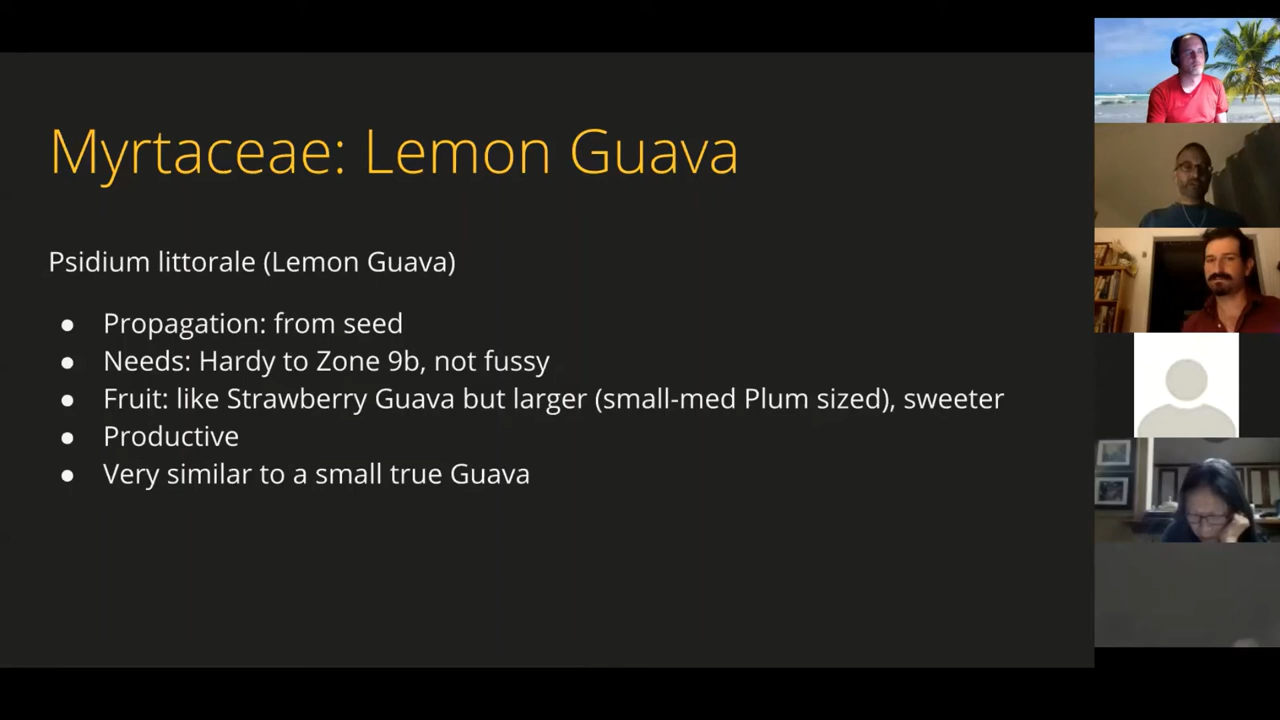 Myrtaceae: Lemon Guava
Psidium littorale (Lemon Guava)
● Propagation: from seed
● Needs: Hardy to Zone 9b, not fussy
● Fruit: like Strawberry Guava but larger (small-med Plum sized), sweeter
● Productive
● Very similar to a small true Guava